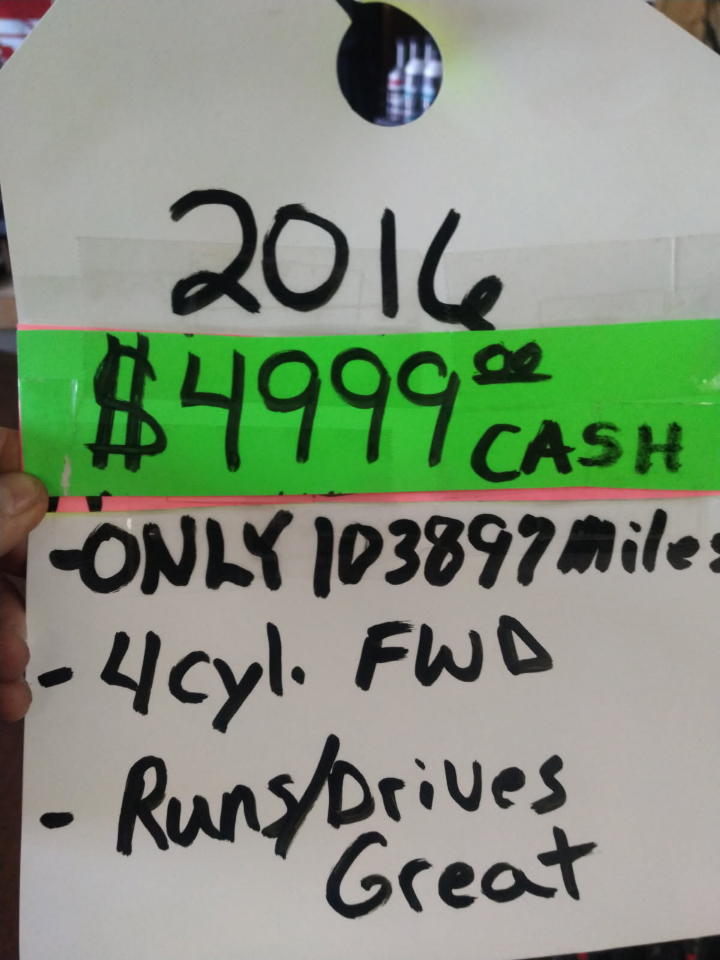 2016
$4999.00 CASH
-ONLY 103897 miles
- 4cyl. FWD
- Runs/Drives
Great